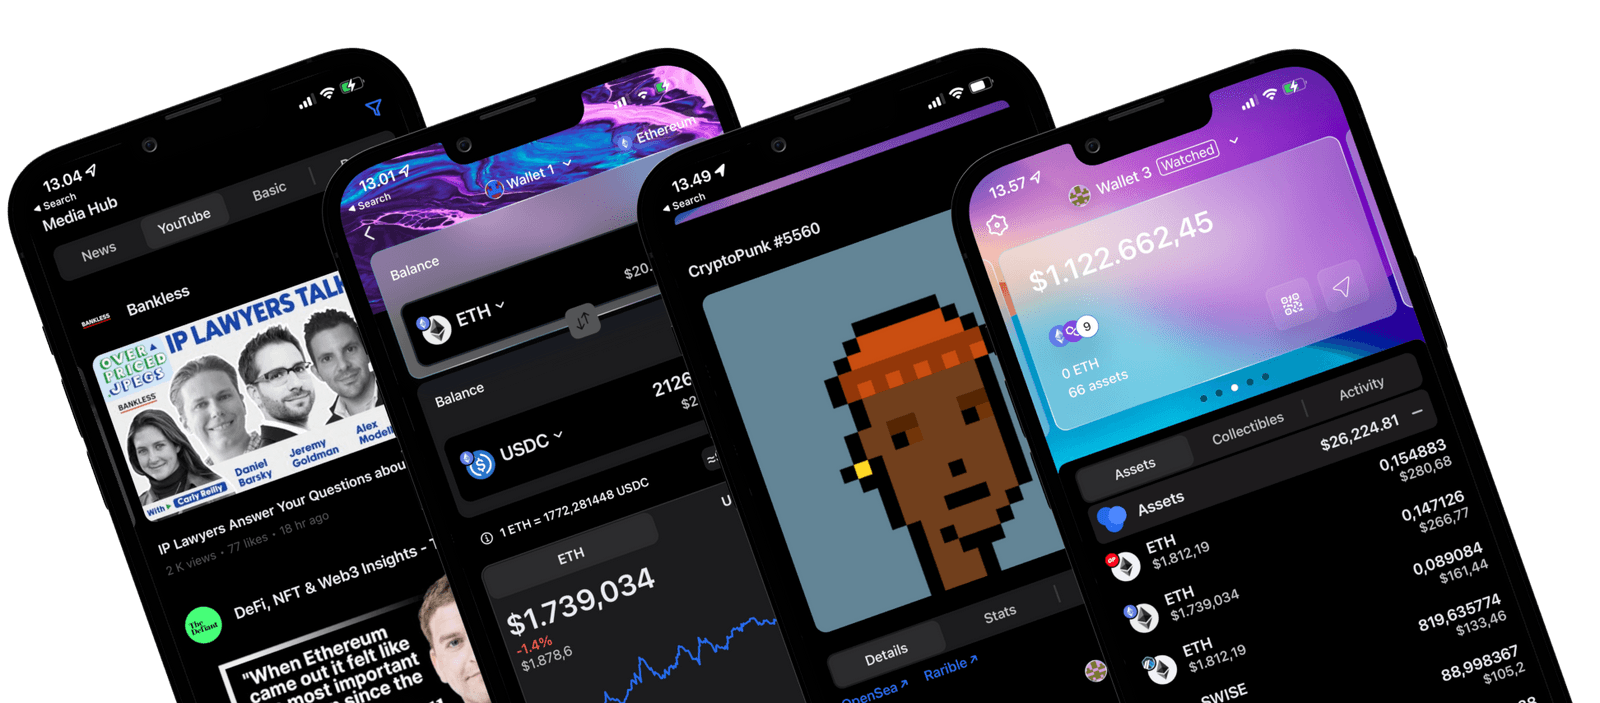 13.04
Search
Media Hub
News
YouTube
Basic
BANKLESS
Bankless
OVER
PRICED
JPEGS
BANKLESS
IP LAWYERS TALK
Daniel
Barsky
Jeremy
Goldman
Alex
With
Carly Reilly
IP Lawyers Answer Your Questions abou
2 K views • 77 likes • 18 hr ago
The
Defiant
DeFi, NFT & Web3 Insights -
"When Ethereum
came out it felt like
most important
since the
13.01
Search
Wallet 1
Ethereum
Balance
ETH
$20.
Balance
2126
$2
USDC
1 ETH = 1772,281448 USDC
U
ETH
$1.739,034
-1.4%
$1.878,6
13.49
Search
CryptoPunk #5560
Details
Stats
OpenSea
Rarible
13.57
Wallet 3
Watched
$1.122.662,45
9
0 ETH
66 assets
Assets
Collectibles
Activity
Assets
$26,224.81
OP
ETH
$1.812,19
0,154883
$280,68
ETH
$1.739,034
0,147126
$266,77
ETH
$1.812,19
0,089084
$161,44
SWISE
819,635774
$133,46
88,998367
$105,2